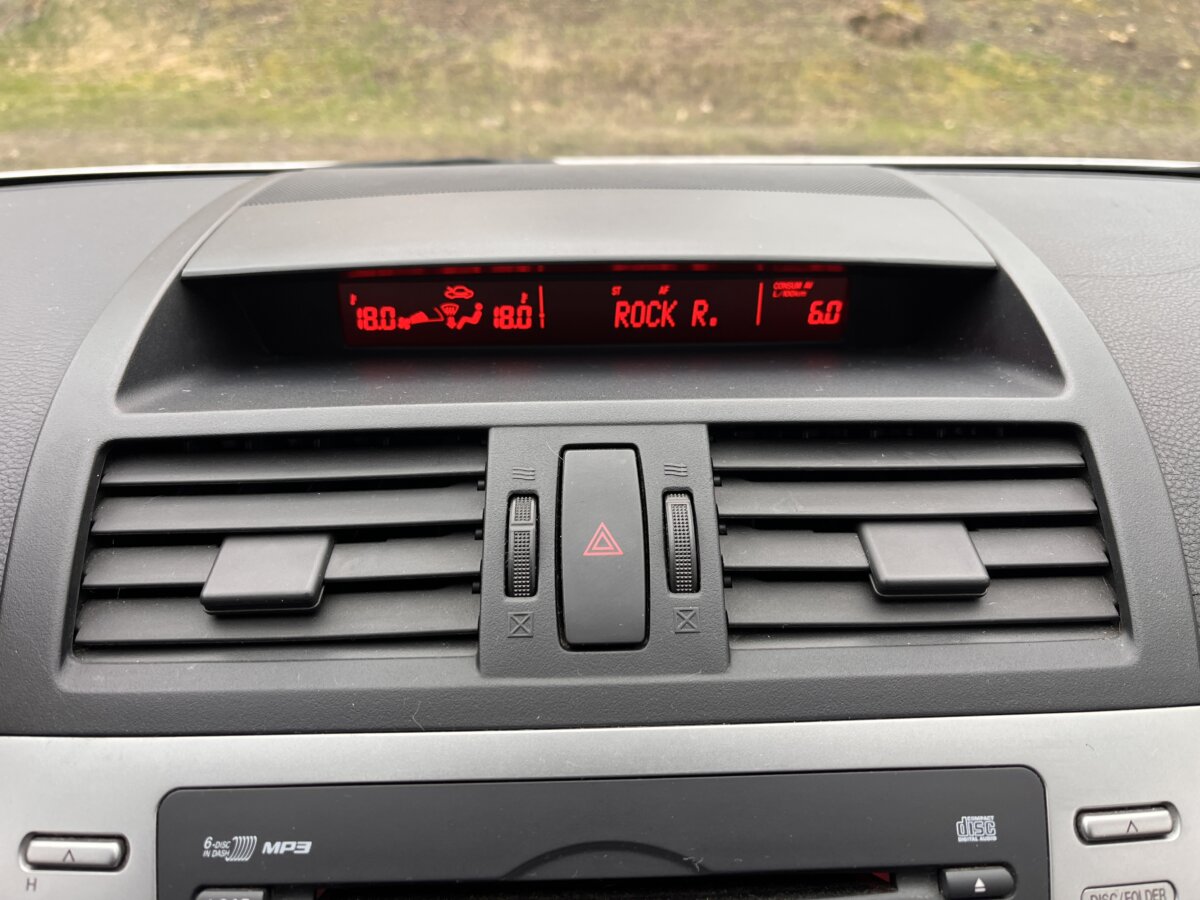 18.0 18.0
ST AF
ROCK R.
CONSUM AV
L/100km
6.0
6-DISC
IN DASH
MP3
COMPACT
disc
DIGITAL AUDIO
H
DISC/FOLDER